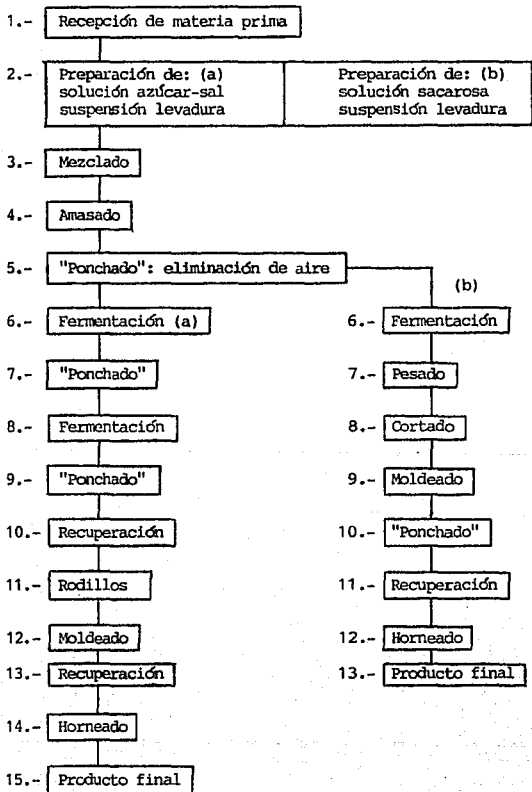 1.- Recepción de materia prima
2.- Preparación de: (a)
solución azúcar-sal
suspensión levadura
Preparación de: (b)
solución sacarosa
suspensión levadura
3.- Mezclado
4.- Amasado
5.- "Ponchado": eliminación de aire
(b)
6.- Fermentación (a)
7.- "Ponchado"
8.- Fermentación
9.- "Ponchado"
10.- Recuperación
11.- Rodillos
12.- Moldeado
13.- Recuperación
14.- Horneado
15.- Producto final
6.- Fermentación
7.- Pesado
8.- Cortado
9.- Moldeado
10.- "Ponchado"
11.- Recuperación
12.- Horneado
13.- Producto final